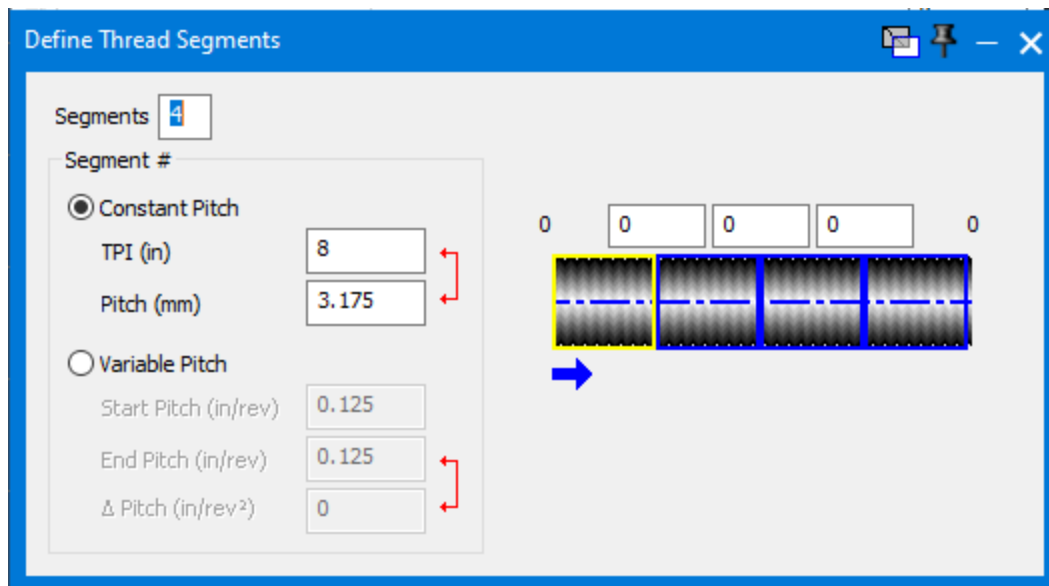 Define Thread Segments
Segments 4
Segment #
Constant Pitch
TPI (in) 8
Pitch (mm) 3.175
Variable Pitch
Start Pitch (in/rev) 0.125
End Pitch (in/rev) 0.125
Δ Pitch (in/rev²) 0
0 0 0 0 0